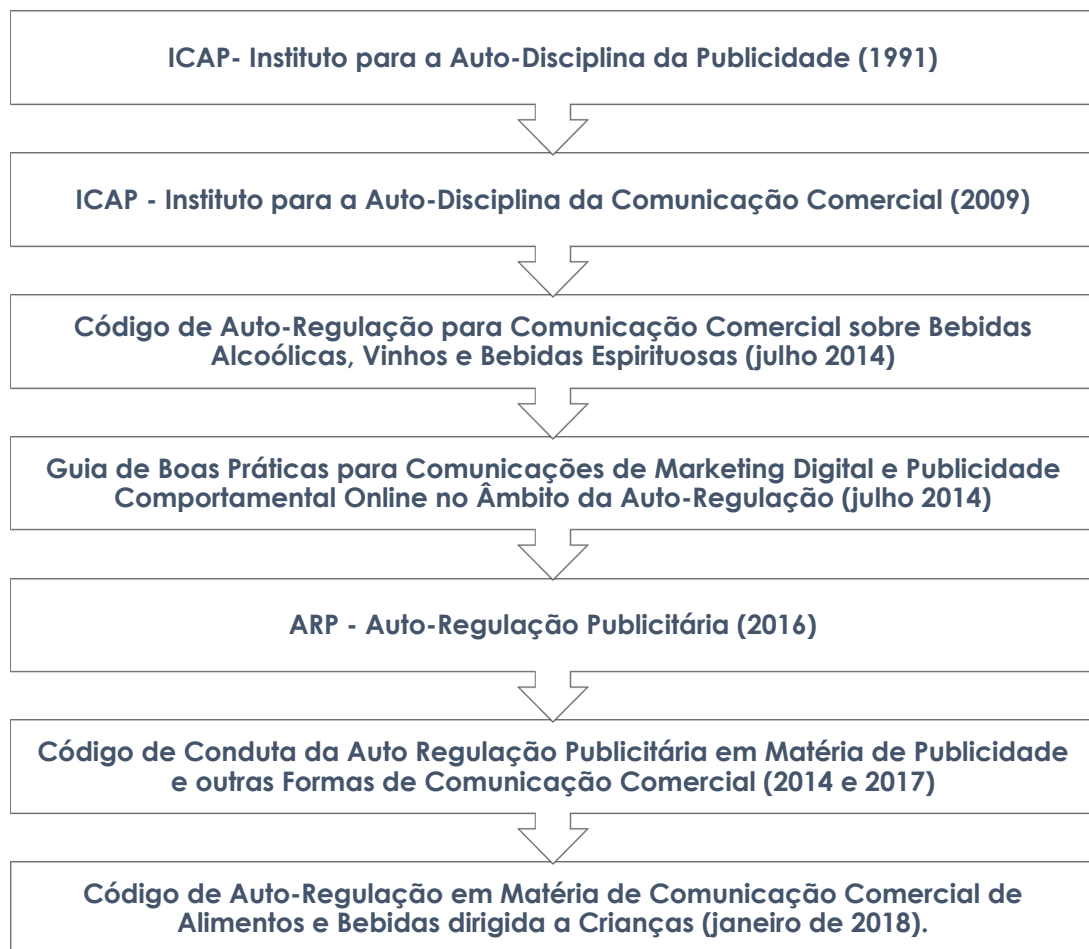 ICAP- Instituto para a Auto-Disciplina da Publicidade (1991)
ICAP - Instituto para a Auto-Disciplina da Comunicação Comercial (2009)
Código de Auto-Regulação para Comunicação Comercial sobre Bebidas
Alcoólicas, Vinhos e Bebidas Espirituosas (julho 2014)
Guia de Boas Práticas para Comunicações de Marketing Digital e Publicidade
Comportamental Online no Âmbito da Auto-Regulação (julho 2014)
ARP - Auto-Regulação Publicitária (2016)
Código de Conduta da Auto Regulação Publicitária em Matéria de Publicidade
e outras Formas de Comunicação Comercial (2014 e 2017)
Código de Auto-Regulação em Matéria de Comunicação Comercial de
Alimentos e Bebidas dirigida a Crianças (janeiro de 2018).